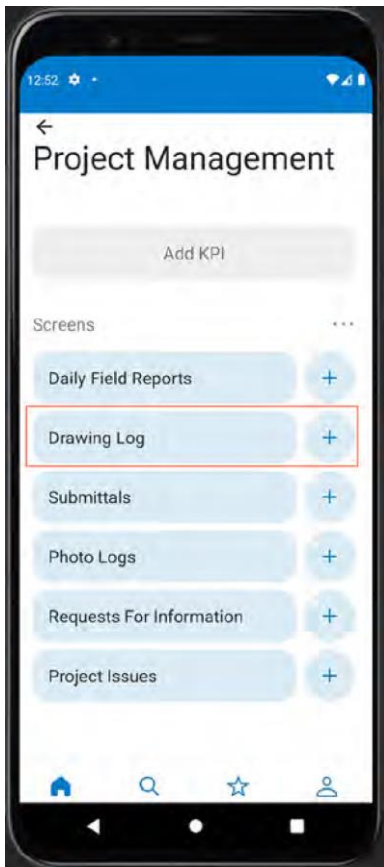 12:52
Project Management
Add KPI
Screens
Daily Field Reports
Drawing Log
Submittals
Photo Logs
Requests For Information
Project Issues